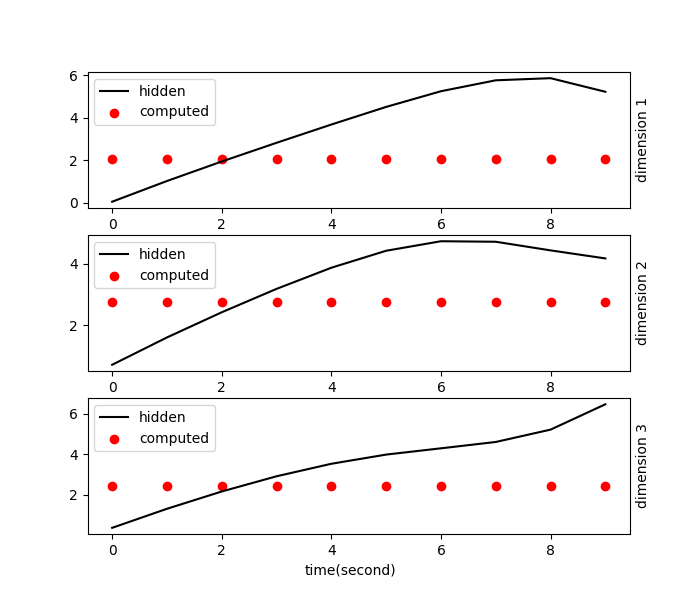 6
4
2
0
hidden
computed
dimension 1
0 2 4 6 8
4
2
hidden
computed
dimension 2
0 2 4 6 8
6
4
2
hidden
computed
dimension 3
0 2 4 6 8
time(second)